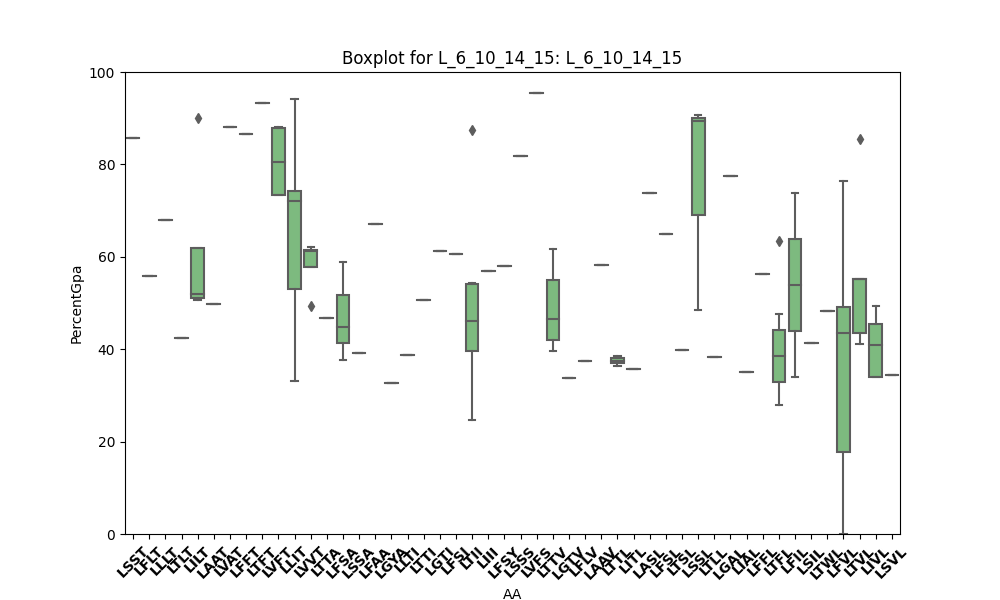 Boxplot for L_6_10_14_15: L_6_10_14_15
PercentGpa
100
80
60
40
20
0
LSST
LFLT
LLLT
LTLT
LILT
LAAT
LVAT
LFFT
LTFT
LVFT
LLIT
LVVT
LTTA
LFSA
LSSA
LFAA
LGYA
LLTI
LTTI
LGTI
LFSI
LTII
LIII
LFSY
LSSS
LVFS
LTTV
LGTV
LFLV
LAAV
LTTL
LITL
LASL
LFSL
LTSL
LSSL
LTLL
LGAL
LIAL
LFFL
LTFL
LFIL
LSIL
LTWL
LFVL
LTVL
LIVL
LSVL
AA